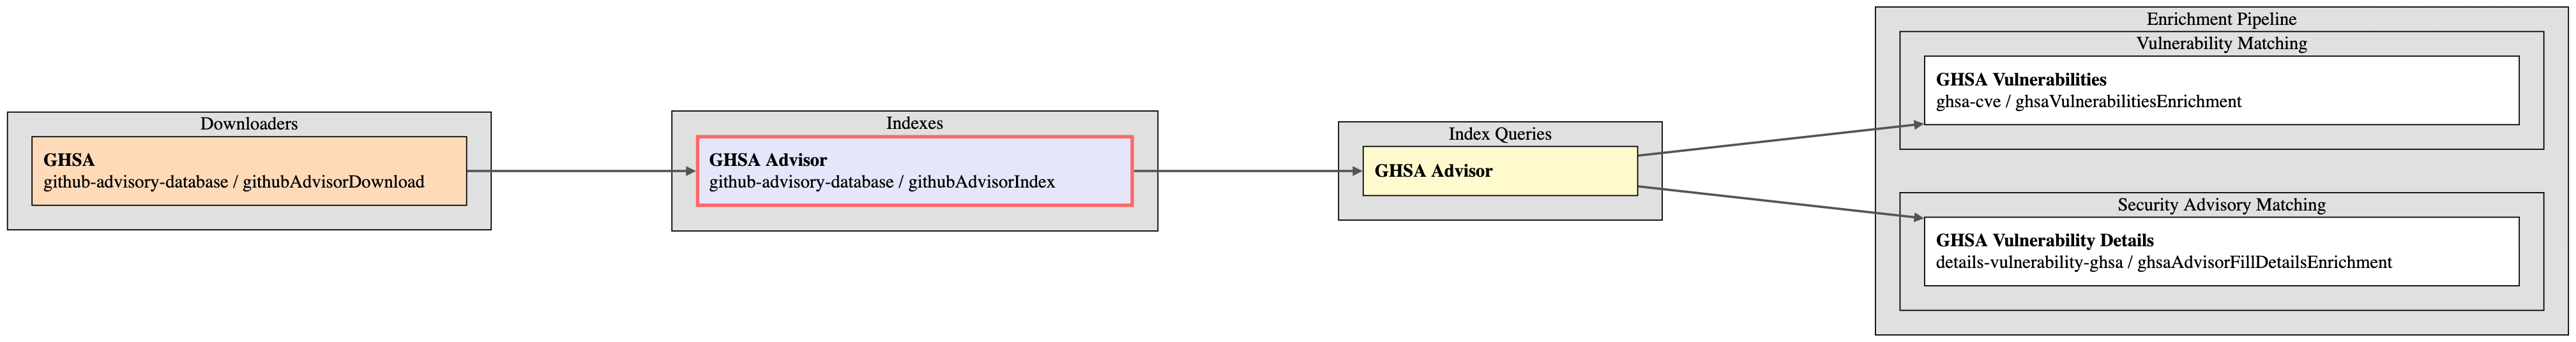 Downloaders
GHSA
github-advisory-database / githubAdvisorDownload
Indexes
GHSA Advisor
github-advisory-database / githubAdvisorIndex
Index Queries
GHSA Advisor
Enrichment Pipeline
Vulnerability Matching
GHSA Vulnerabilities
ghsa-cve / ghsaVulnerabilitiesEnrichment
Security Advisory Matching
GHSA Vulnerability Details
details-vulnerability-ghsa / ghsaAdvisorFillDetailsEnrichment